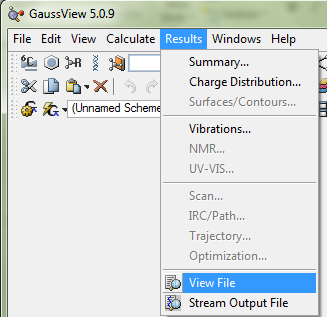 GaussView 5.0.9
File Edit View Calculate Results Windows Help
Summary...
Charge Distribution...
Surfaces/Contours...
(Unnamed Scheme
Vibrations...
NMR...
UV-VIS...
Scan...
IRC/Path...
Trajectory...
Optimization...
View File
Stream Output File